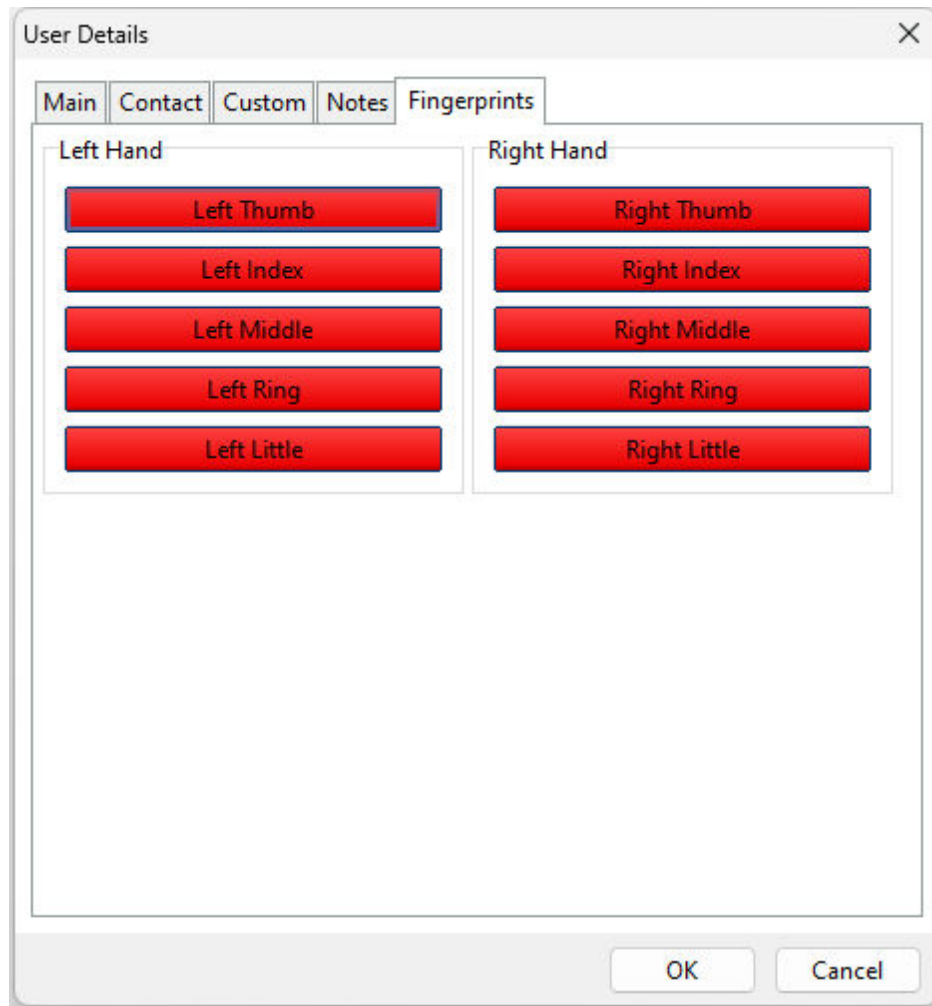 User Details
Main Contact Custom Notes Fingerprints
Left Hand
Left Thumb
Left Index
Left Middle
Left Ring
Left Little
Right Hand
Right Thumb
Right Index
Right Middle
Right Ring
Right Little
OK Cancel